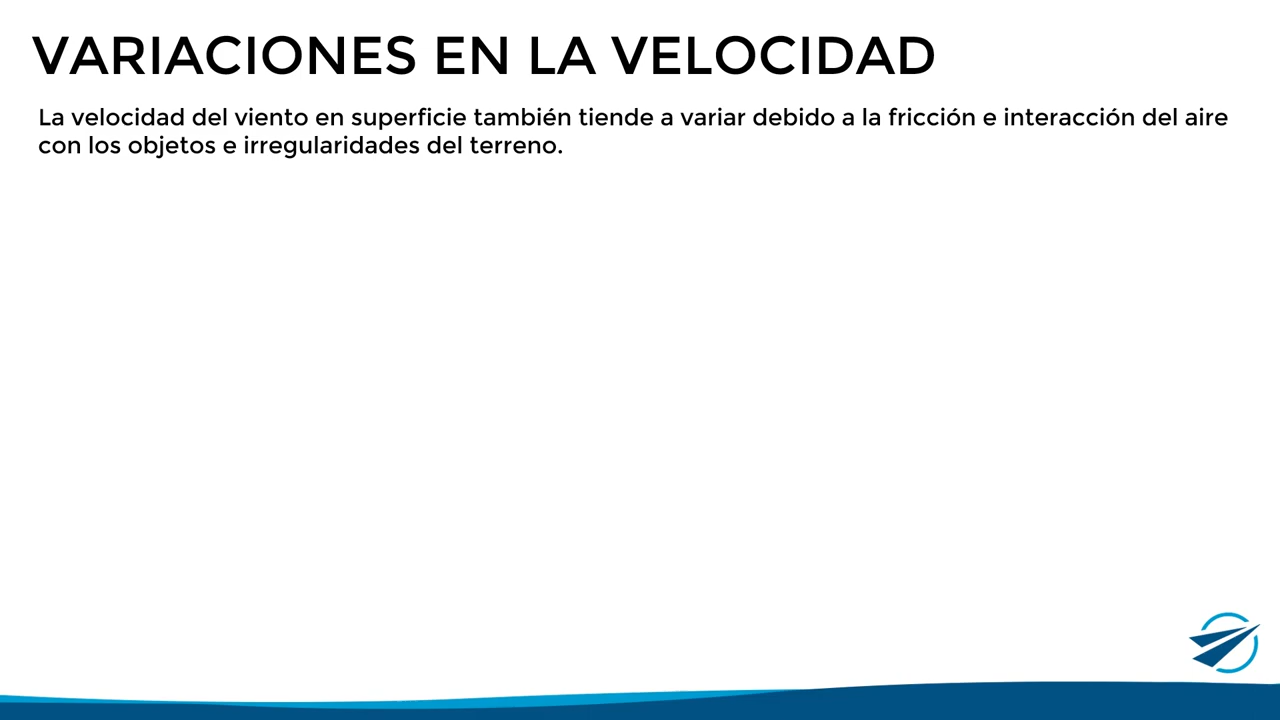 VARIACIONES EN LA VELOCIDAD
La velocidad del viento en superficie también tiende a variar debido a la fricción e interacción del aire
con los objetos e irregularidades del terreno.